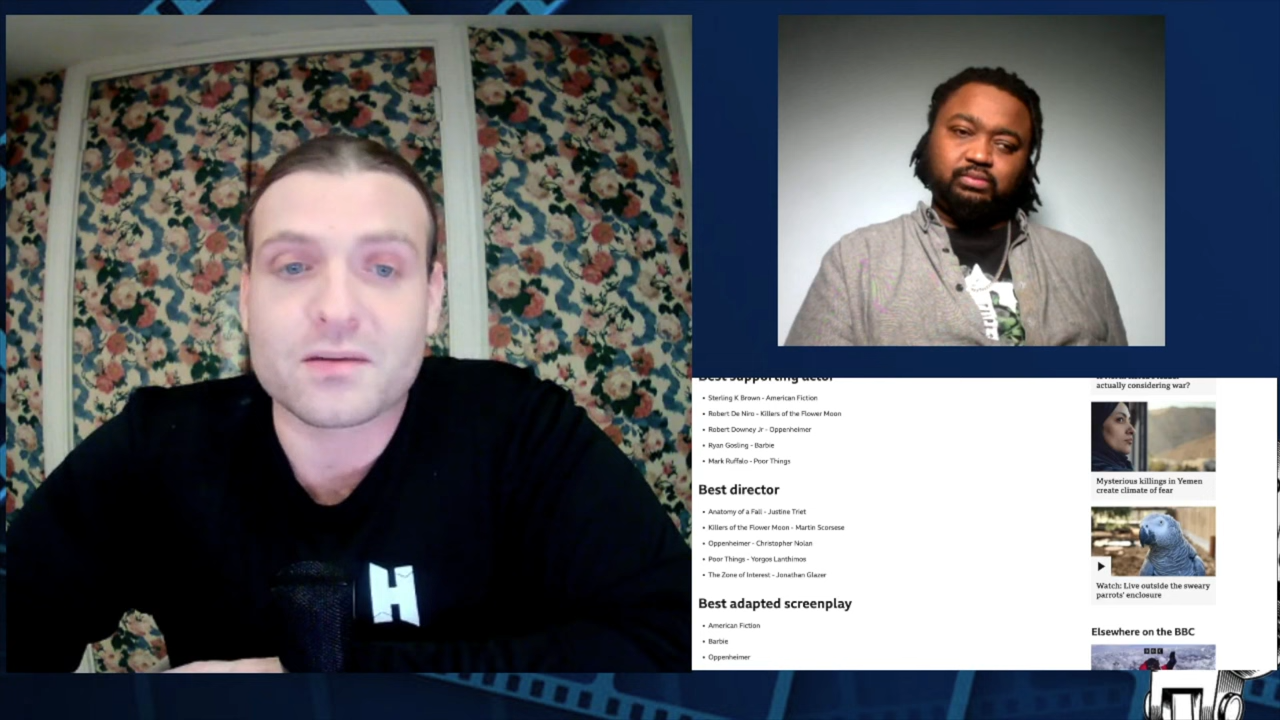 H
Best supporting actor
Sterling K Brown - American Fiction
Robert De Niro - Killers of the Flower Moon
Robert Downey Jr - Oppenheimer
Ryan Gosling - Barbie
Mark Ruffalo - Poor Things
Best director
Anatomy of a Fall - Justine Triet
Killers of the Flower Moon - Martin Scorsese
Oppenheimer - Christopher Nolan
Poor Things - Yorgos Lanthimos
The Zone of Interest - Jonathan Glazer
Best adapted screenplay
American Fiction
Barbie
Oppenheimer
actually considering war?
Mysterious killings in Yemen
create climate of fear
Watch: Live outside the sweary
parrots' enclosure
Elsewhere on the BBC
BBC